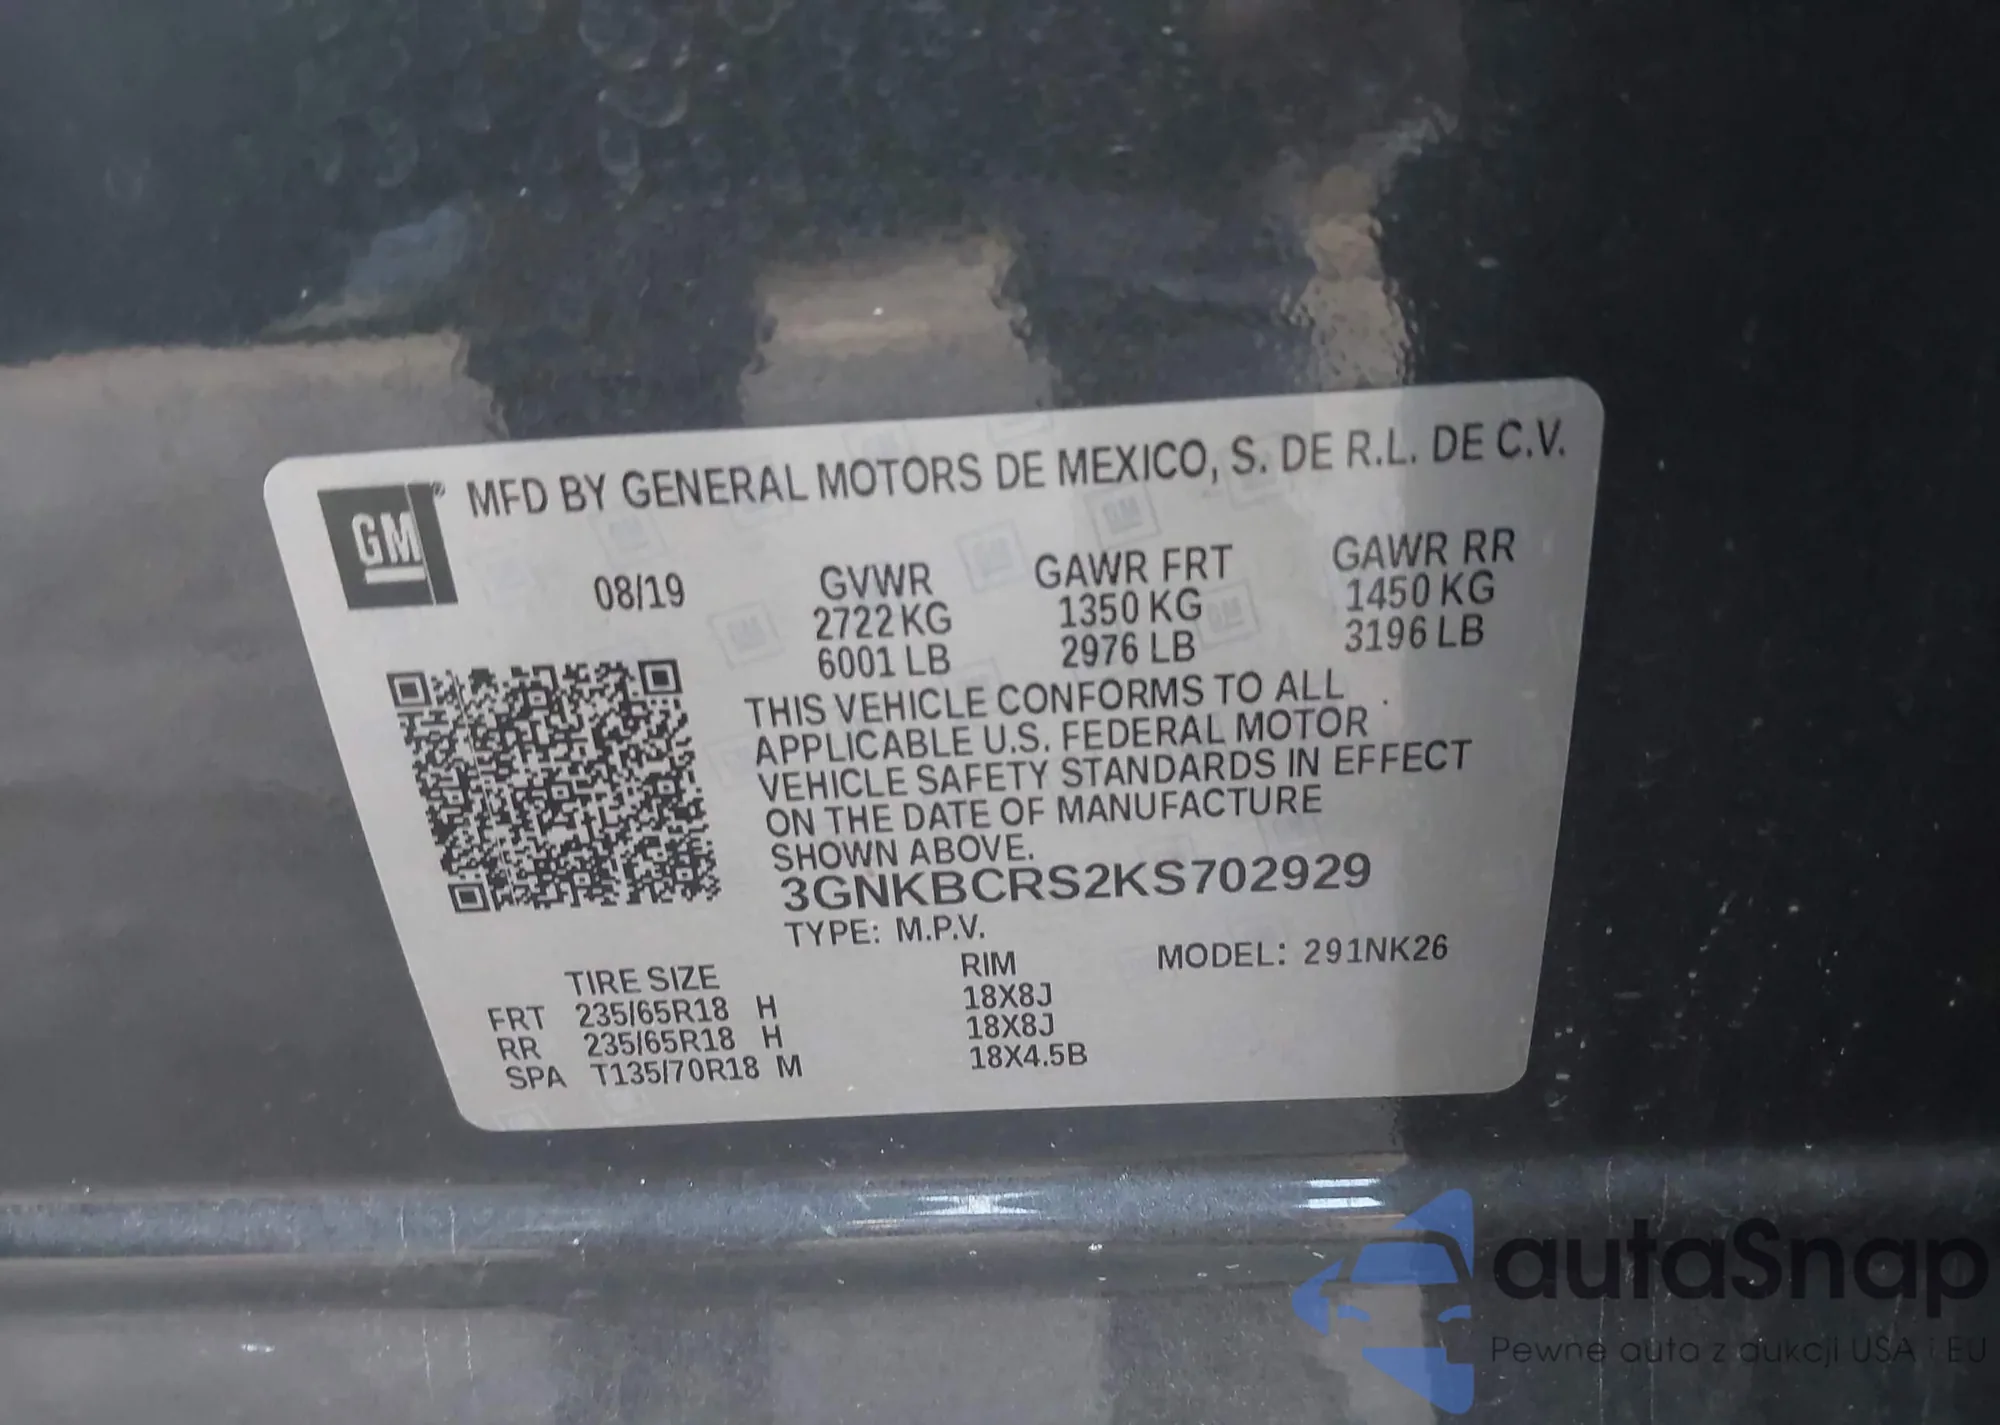 GM
MFD BY GENERAL MOTORS DE MEXICO, S. DE R.L. DE C.V.
08/19
GVWR GAWR FRT GAWR RR
2722 KG 1350 KG 1450 KG
6001 LB 2976 LB 3196 LB
THIS VEHICLE CONFORMS TO ALL
APPLICABLE U.S. FEDERAL MOTOR
VEHICLE SAFETY STANDARDS IN EFFECT
ON THE DATE OF MANUFACTURE
SHOWN ABOVE.
3GNKBCRS2KS702929
TYPE: M.P.V. MODEL: 291NK26
TIRE SIZE RIM
FRT 235/65R18 H 18X8J
RR 235/65R18 H 18X8J
SPA T135/70R18 M 18X4.5B
autaSnap
Pewne auto z aukcji USA i EU